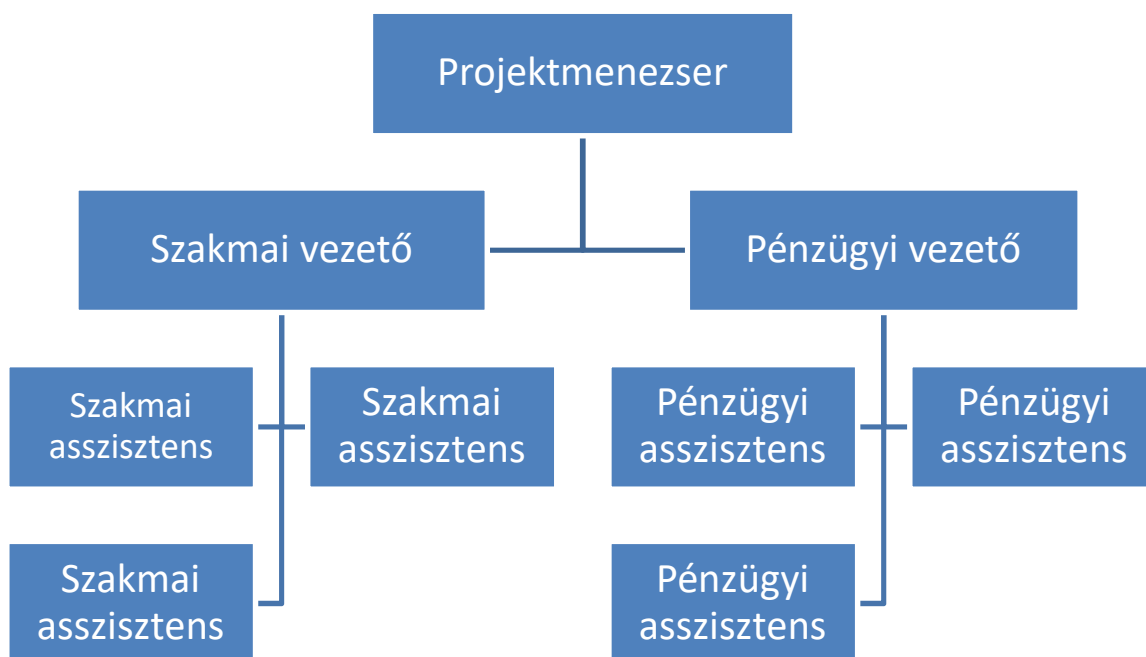 Projektmenezser
Szakmai vezető
Pénzügyi vezető
Szakmai
asszisztens
Szakmai
asszisztens
Pénzügyi
asszisztens
Pénzügyi
asszisztens
Szakmai
asszisztens
Pénzügyi
asszisztens